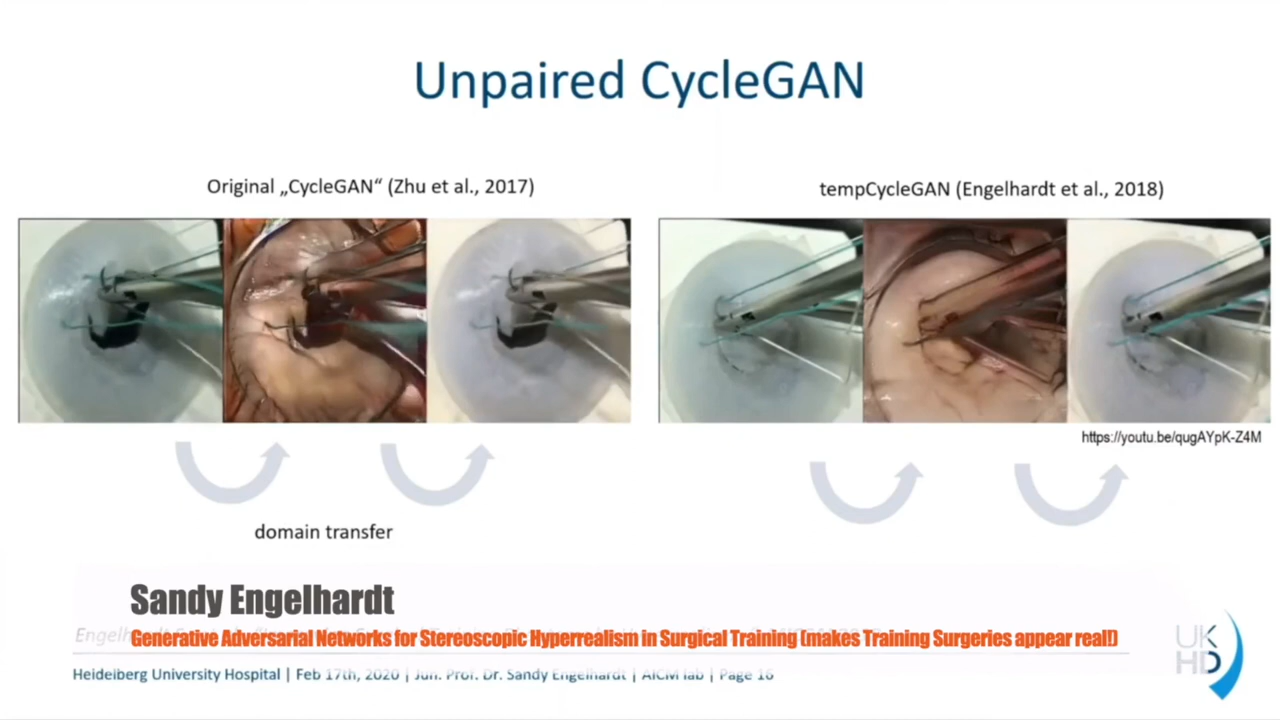 Unpaired CycleGAN
Original „CycleGAN“ (Zhu et al., 2017)
tempCycleGAN (Engelhardt et al., 2018)
https://youtu.be/qugAYpK-Z4M
domain transfer
Sandy Engelhardt
Generative Adversarial Networks for Stereoscopic Hyperrealism in Surgical Training (makes Training Surgeries appear real!)
Heidelberg University Hospital | Feb 17th, 2020 | Jun. Prof. Dr. Sandy Engelhardt | AICM lab | Page 16
UK
HD